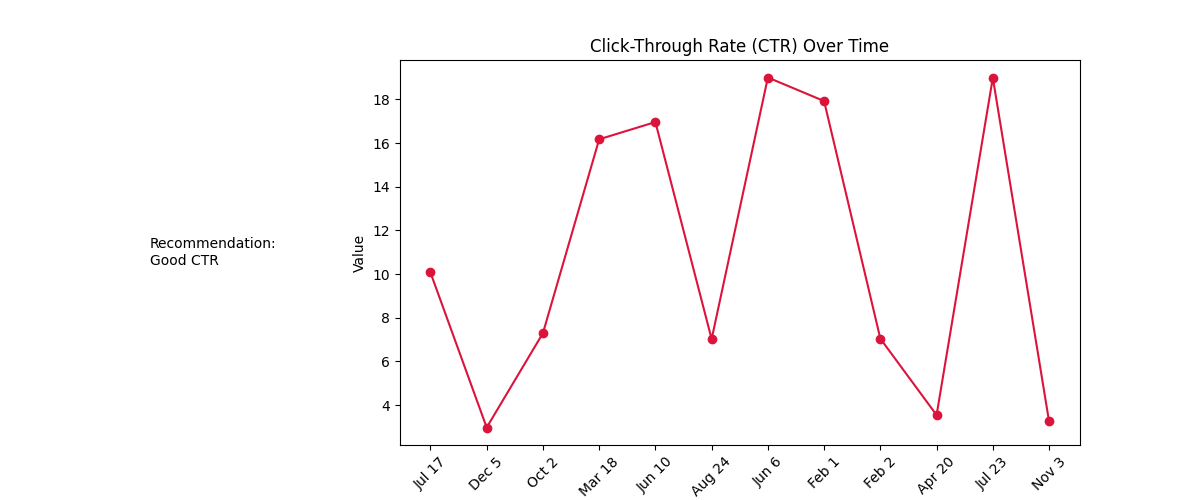 Click-Through Rate (CTR) Over Time
Recommendation:
Good CTR
Value
18
16
14
12
10
8
6
4
Jul 17
Dec 5
Oct 2
Mar 18
Jun 10
Aug 24
Jun 6
Feb 1
Feb 2
Apr 20
Jul 23
Nov 3